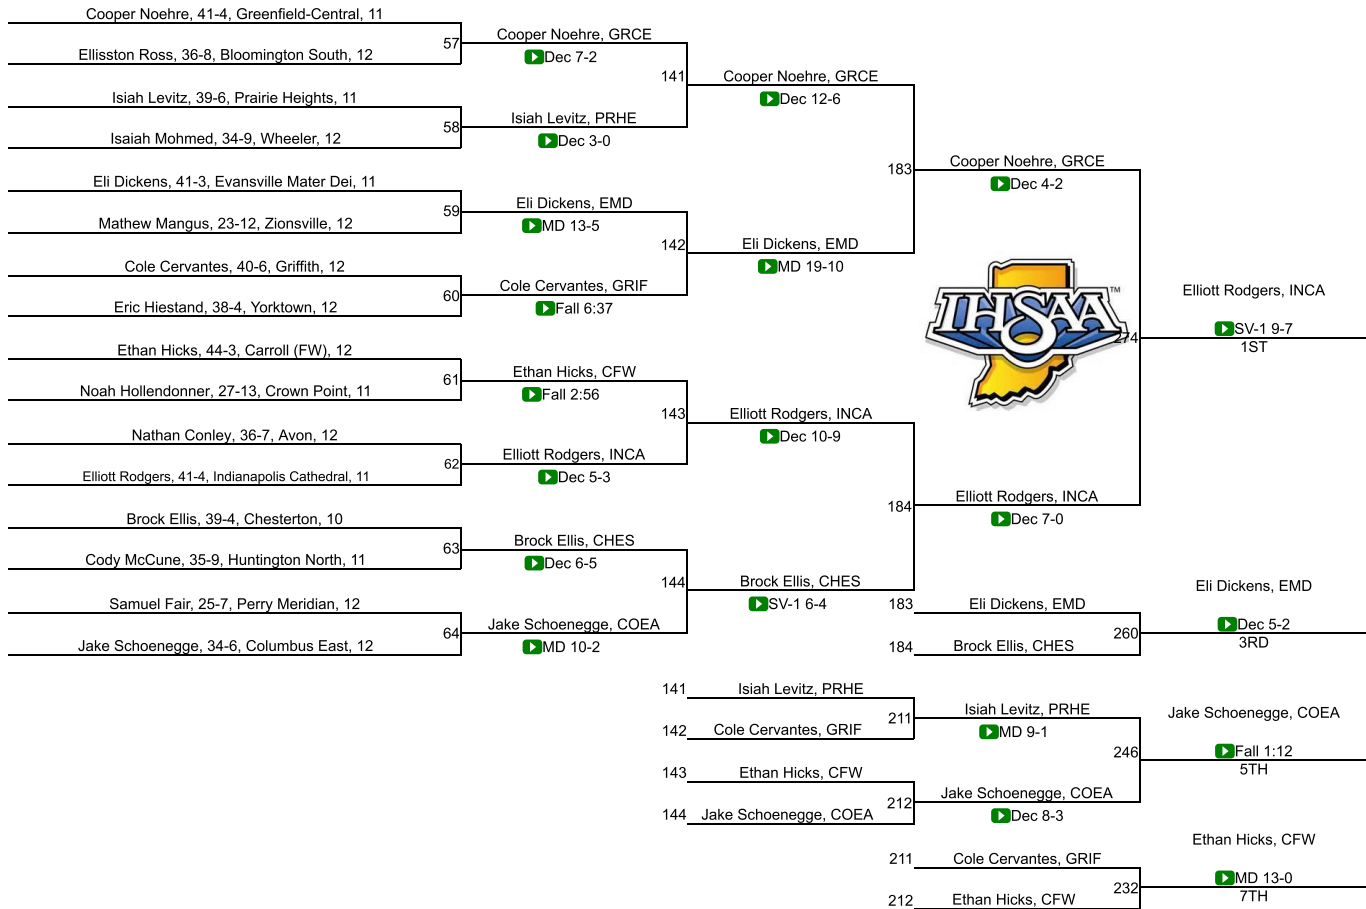 Cooper Noehre, 41-4, Greenfield-Central, 11
57
Ellisston Ross, 36-8, Bloomington South, 12
Cooper Noehre, GRCE
Dec 7-2
Isiah Levitz, 39-6, Prairie Heights, 11
58
Isaiah Mohmed, 34-9, Wheeler, 12
Isiah Levitz, PRHE
Dec 3-0
141
Cooper Noehre, GRCE
Dec 12-6
Eli Dickens, 41-3, Evansville Mater Dei, 11
59
Mathew Mangus, 23-12, Zionsville, 12
Eli Dickens, EMD
MD 13-5
Cole Cervantes, 40-6, Griffith, 12
60
Eric Hiestand, 38-4, Yorktown, 12
Cole Cervantes, GRIF
Fall 6:37
142
Eli Dickens, EMD
MD 19-10
183
Cooper Noehre, GRCE
Dec 4-2
Ethan Hicks, 44-3, Carroll (FW), 12
61
Noah Hollendonner, 27-13, Crown Point, 11
Ethan Hicks, CFW
Fall 2:56
Nathan Conley, 36-7, Avon, 12
62
Elliott Rodgers, 41-4, Indianapolis Cathedral, 11
Elliott Rodgers, INCA
Dec 5-3
143
Elliott Rodgers, INCA
Dec 10-9
Brock Ellis, 39-4, Chesterton, 10
63
Cody McCune, 35-9, Huntington North, 11
Brock Ellis, CHES
Dec 6-5
Samuel Fair, 25-7, Perry Meridian, 12
64
Jake Schoenegge, 34-6, Columbus East, 12
Jake Schoenegge, COEA
MD 10-2
144
Brock Ellis, CHES
SV-1 6-4
184
Elliott Rodgers, INCA
Dec 7-0
IHSAA™
274
Elliott Rodgers, INCA
SV-1 9-7
1ST
183
Eli Dickens, EMD
184
Brock Ellis, CHES
260
Eli Dickens, EMD
Dec 5-2
3RD
141
Isiah Levitz, PRHE
142
Cole Cervantes, GRIF
211
Isiah Levitz, PRHE
MD 9-1
143
Ethan Hicks, CFW
144
Jake Schoenegge, COEA
212
Jake Schoenegge, COEA
Dec 8-3
246
Jake Schoenegge, COEA
Fall 1:12
5TH
211
Cole Cervantes, GRIF
212
Ethan Hicks, CFW
232
Ethan Hicks, CFW
MD 13-0
7TH